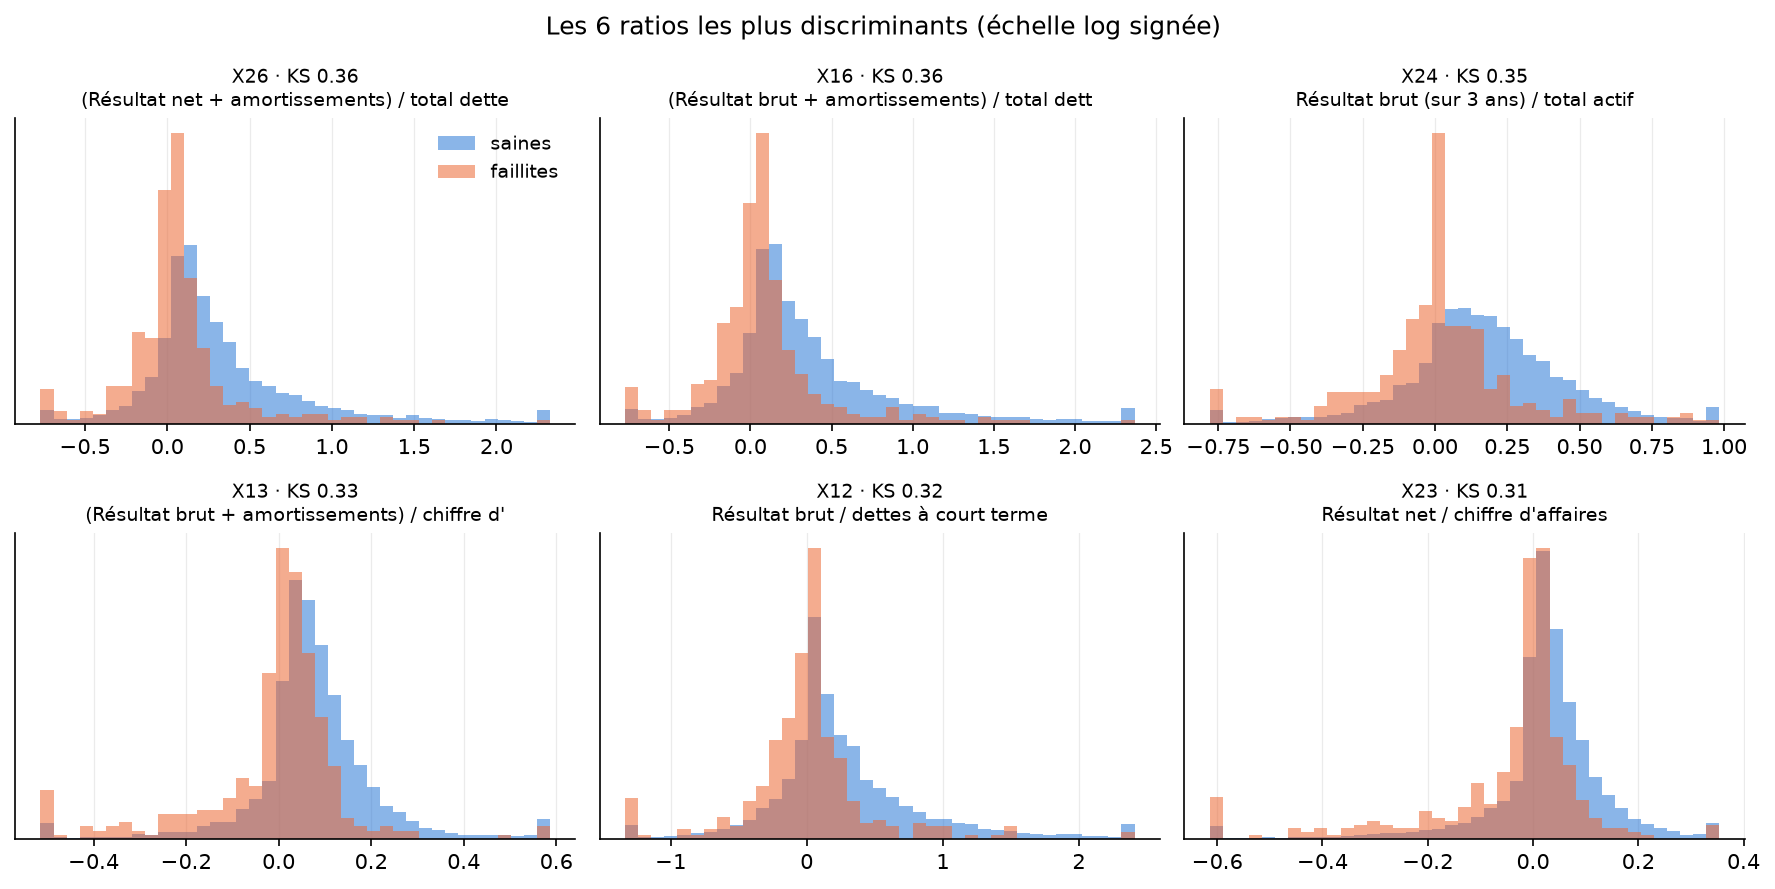 Les 6 ratios les plus discriminants (échelle log signée)
X26 · KS 0.36
(Résultat net + amortissements) / total dette
saines
faillites
−0.5 0.0 0.5 1.0 1.5 2.0
X16 · KS 0.36
(Résultat brut + amortissements) / total dett
−0.5 0.0 0.5 1.0 1.5 2.0 2.5
X24 · KS 0.35
Résultat brut (sur 3 ans) / total actif
−0.75 −0.50 −0.25 0.00 0.25 0.50 0.75 1.00
X13 · KS 0.33
(Résultat brut + amortissements) / chiffre d'
−0.4 −0.2 0.0 0.2 0.4 0.6
X12 · KS 0.32
Résultat brut / dettes à court terme
−1 0 1 2
X23 · KS 0.31
Résultat net / chiffre d'affaires
−0.6 −0.4 −0.2 0.0 0.2 0.4